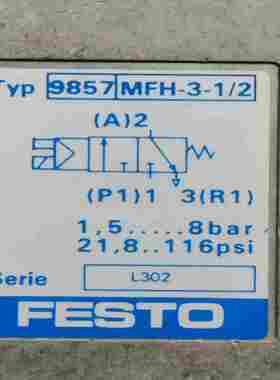 Typ 9857 MFH-3-1/2
(A)2
(P1)1 3(R1)
1,5.....8bar
21,8..116psi
Serie L302
FESTO